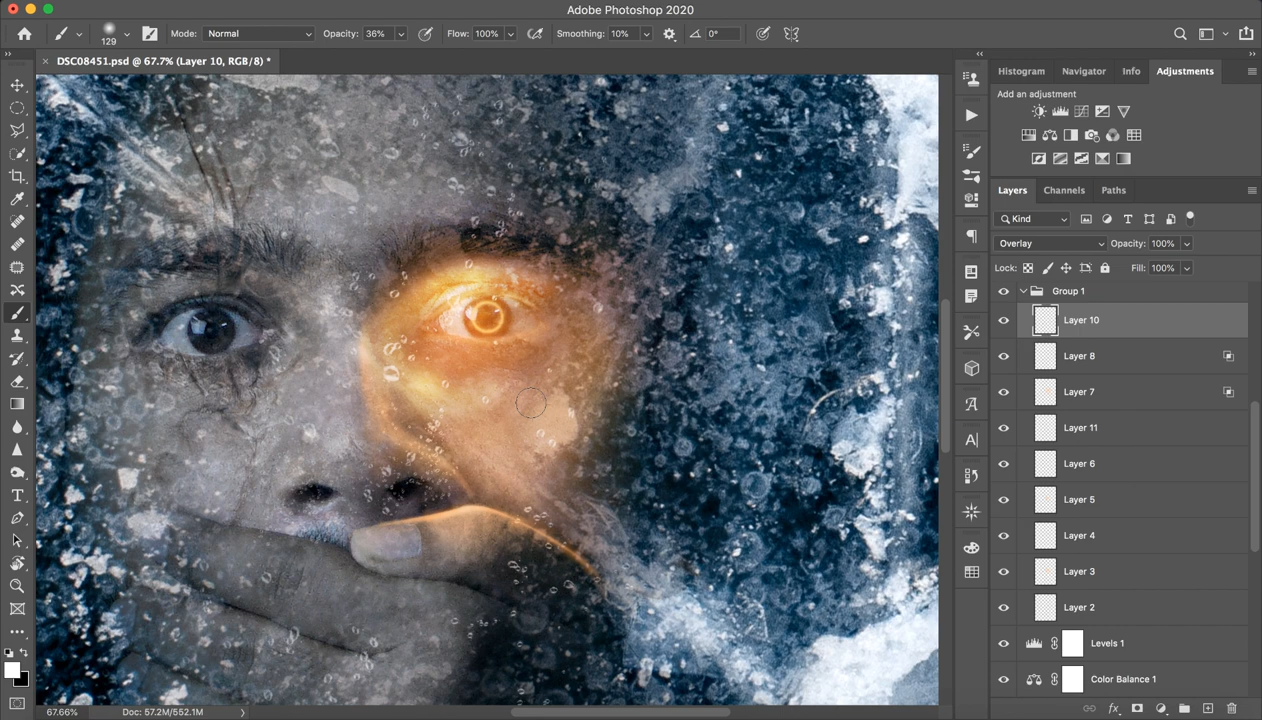 Adobe Photoshop 2020
129
Mode: Normal
Opacity: 36%
Flow: 100%
Smoothing: 10%
0°
DSC08451.psd @ 67.7% (Layer 10, RGB/8) *
Histogram
Navigator
Info
Adjustments
Add an adjustment
Layers
Channels
Paths
Kind
Overlay
Opacity: 100%
Lock:
Fill: 100%
Group 1
Layer 10
Layer 8
Layer 7
Layer 11
Layer 6
Layer 5
Layer 4
Layer 3
Layer 2
Levels 1
Color Balance 1
67.66%
Doc: 57.2M/552.1M